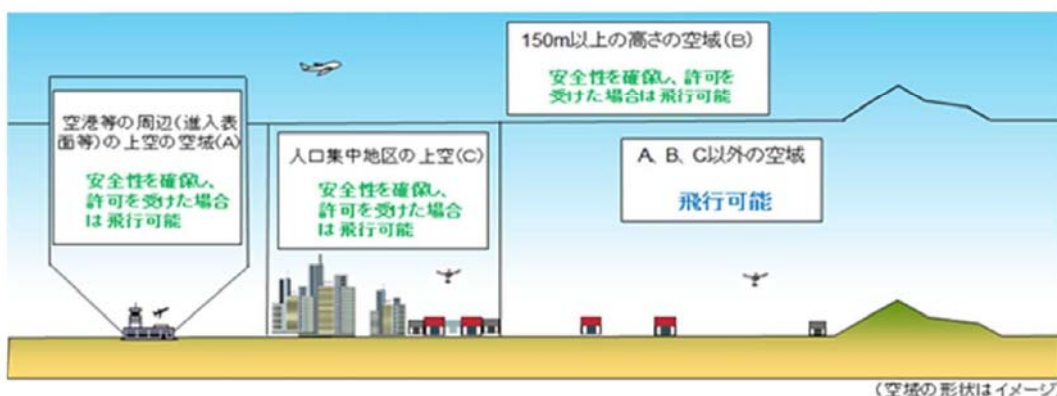 150m以上の高さの空域(B)
安全性を確保し、許可を
受けた場合は飛行可能
空港等の周辺(進入表
面等)の上空の空域(A)
安全性を確保し、
許可を受けた場合
は飛行可能
人口集中地区の上空(C)
安全性を確保し、
許可を受けた場合
は飛行可能
A、B、C以外の空域
飛行可能
(空域の形状はイメージ)